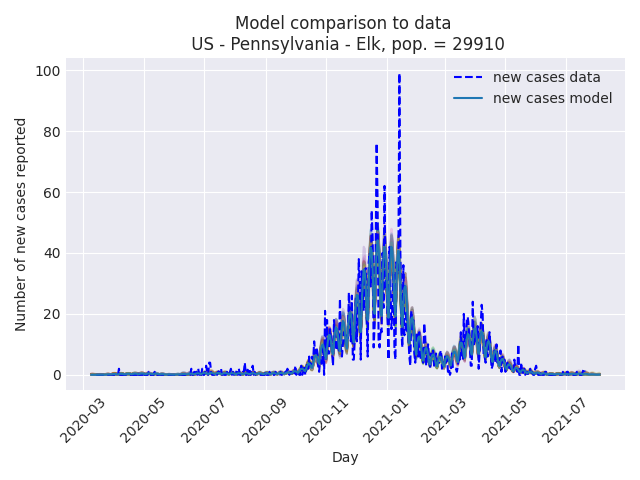 Model comparison to data
US - Pennsylvania - Elk, pop. = 29910
new cases data
new cases model
Number of new cases reported
100
80
60
40
20
0
2020-03
2020-05
2020-07
2020-09
2020-11
2021-01
2021-03
2021-05
2021-07
Day